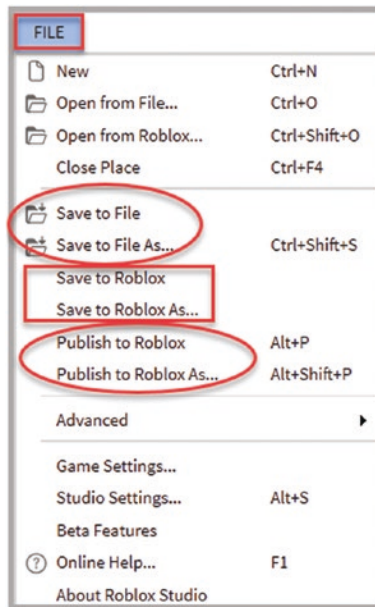 FILE
New Ctrl+N
Open from File... Ctrl+O
Open from Roblox... Ctrl+Shift+O
Close Place Ctrl+F4
Save to File
Save to File As... Ctrl+Shift+S
Save to Roblox
Save to Roblox As...
Publish to Roblox Alt+P
Publish to Roblox As... Alt+Shift+P
Advanced
Game Settings...
Studio Settings... Alt+S
Beta Features
Online Help... F1
About Roblox Studio